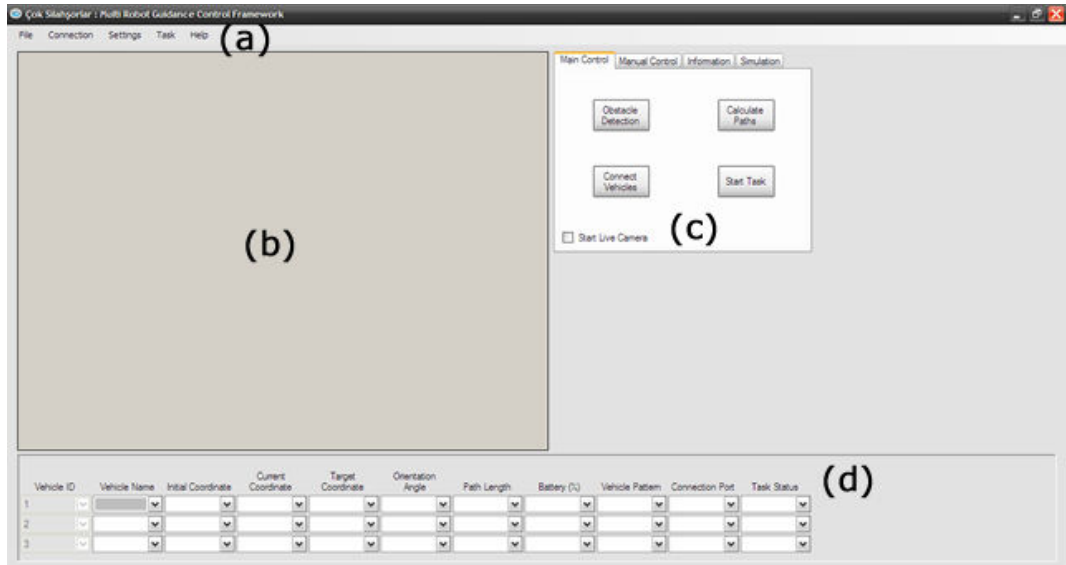 Çok Silahşorlar : Multi Robot Guidance Control Framework
File Connection Settings Task Help
(a)
Main Control Manual Control Information Simulation
Obstacle
Detection
Calculate
Paths
Connect
Vehicles
Start Task
Start Live Camera
(c)
(b)
Vehicle ID Vehicle Name Initial Coordinate Current Coordinate Target Coordinate Orientation Angle Path Length Battery (%) Vehicle Pattern Connection Port Task Status
(d)
1
2
3